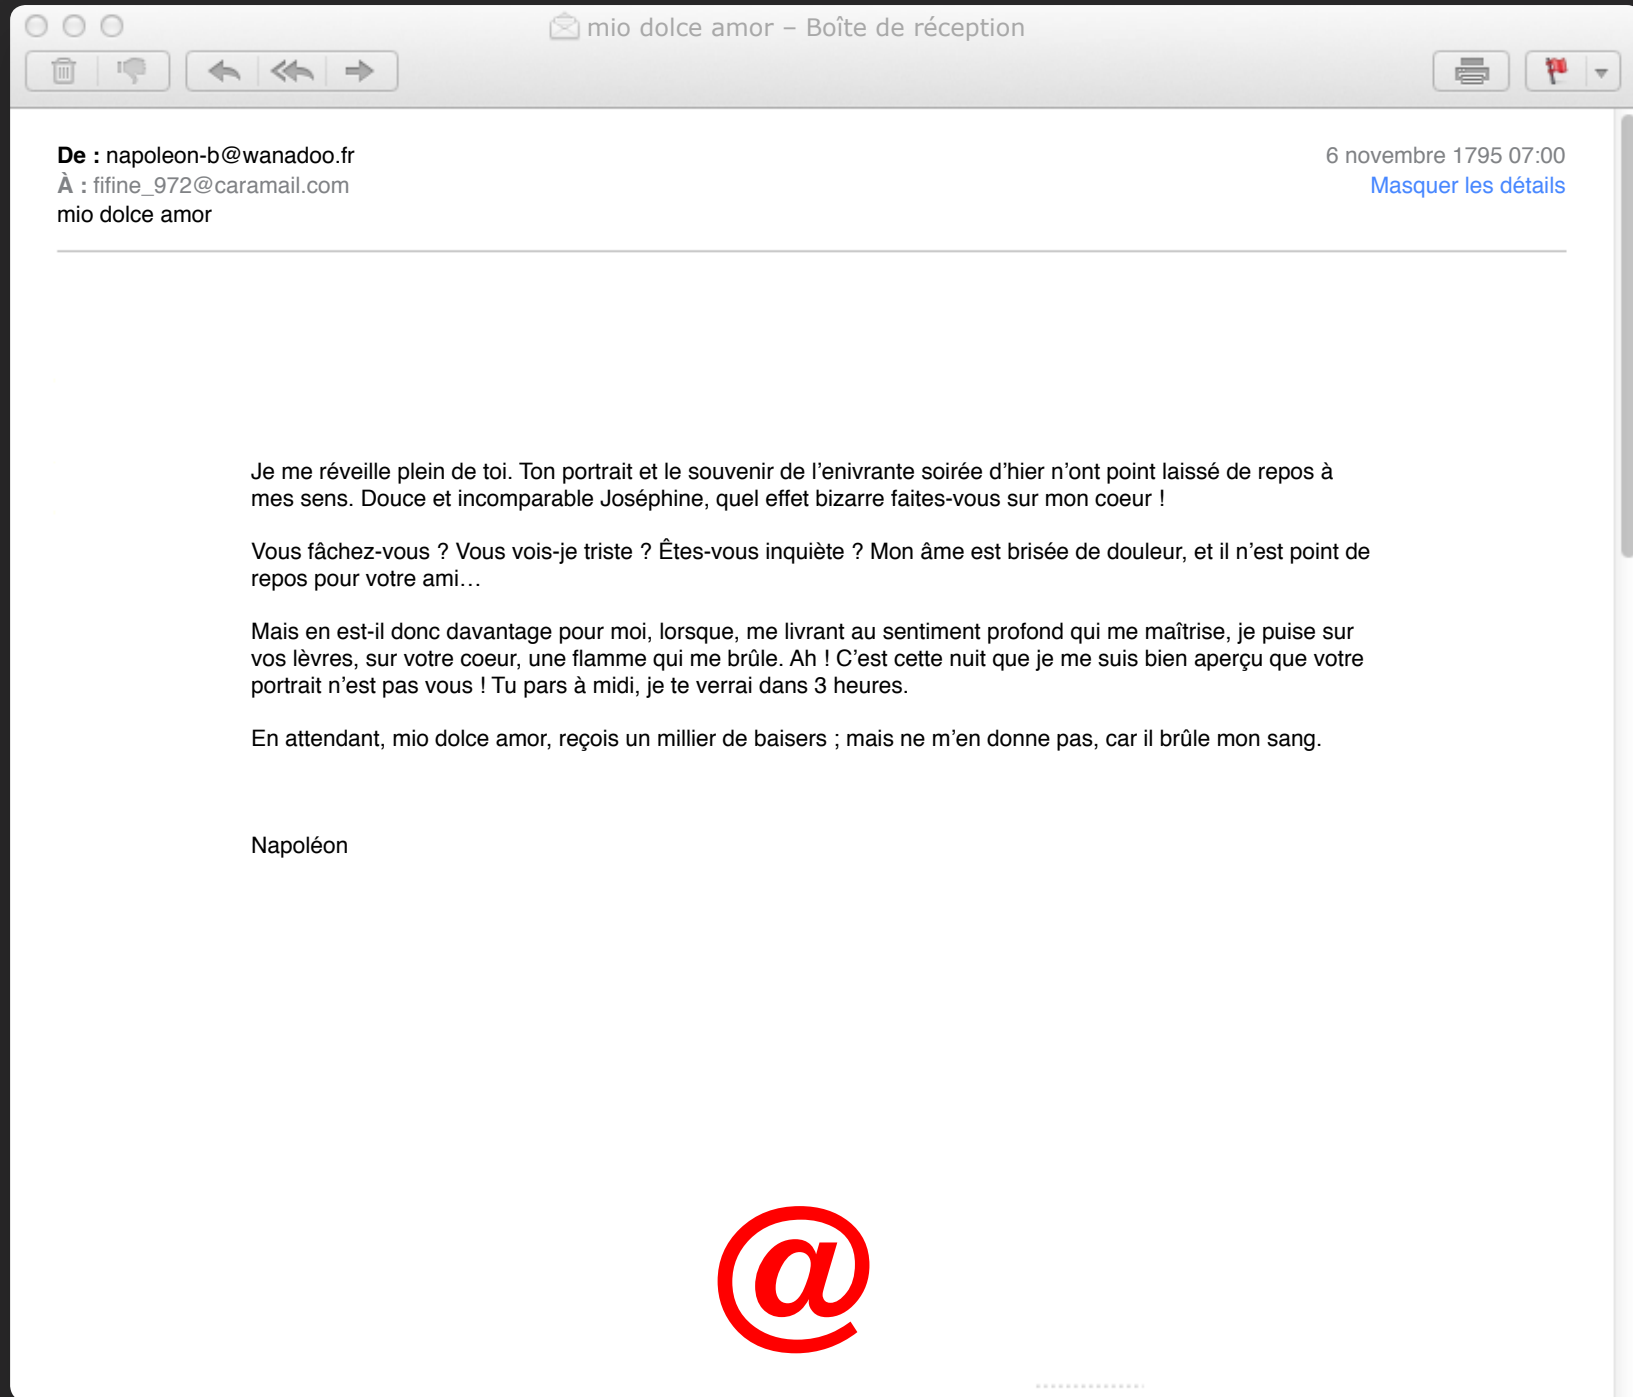 mio dolce amor – Boîte de réception
De : napoleon-b@wanadoo.fr
6 novembre 1795 07:00
À : fifine_972@caramail.com
Masquer les détails
mio dolce amor
Je me réveille plein de toi. Ton portrait et le souvenir de l’enivrante soirée d’hier n’ont point laissé de repos à
mes sens. Douce et incomparable Joséphine, quel effet bizarre faites-vous sur mon coeur !
Vous fâchez-vous ? Vous vois-je triste ? Êtes-vous inquiète ? Mon âme est brisée de douleur, et il n’est point de
repos pour votre ami…
Mais en est-il donc davantage pour moi, lorsque, me livrant au sentiment profond qui me maîtrise, je puise sur
vos lèvres, sur votre coeur, une flamme qui me brûle. Ah ! C’est cette nuit que je me suis bien aperçu que votre
portrait n’est pas vous ! Tu pars à midi, je te verrai dans 3 heures.
En attendant, mio dolce amor, reçois un millier de baisers ; mais ne m’en donne pas, car il brûle mon sang.
Napoléon
@